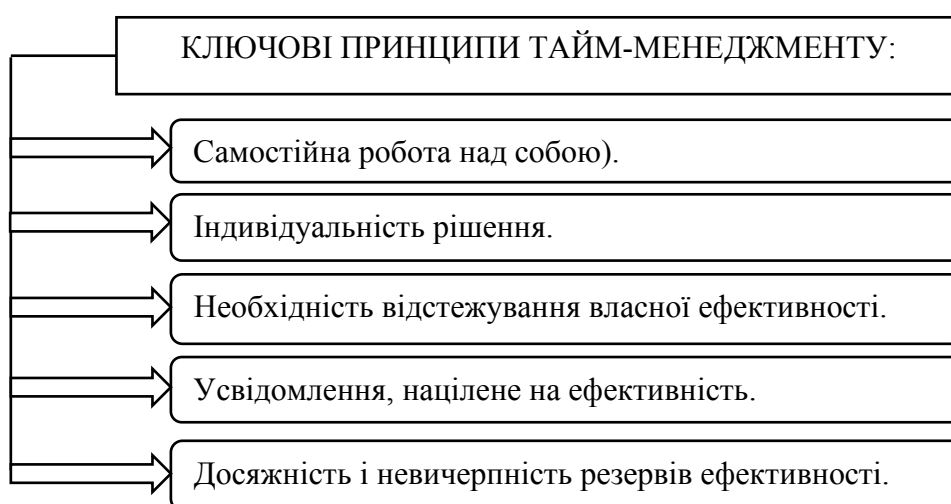 КЛЮЧОВІ ПРИНЦИПИ ТАЙМ-МЕНЕДЖМЕНТУ:
Самостійна робота над собою).
Індивідуальність рішення.
Необхідність відстежування власної ефективності.
Усвідомлення, націлене на ефективність.
Досяжність і невичерпність резервів ефективності.